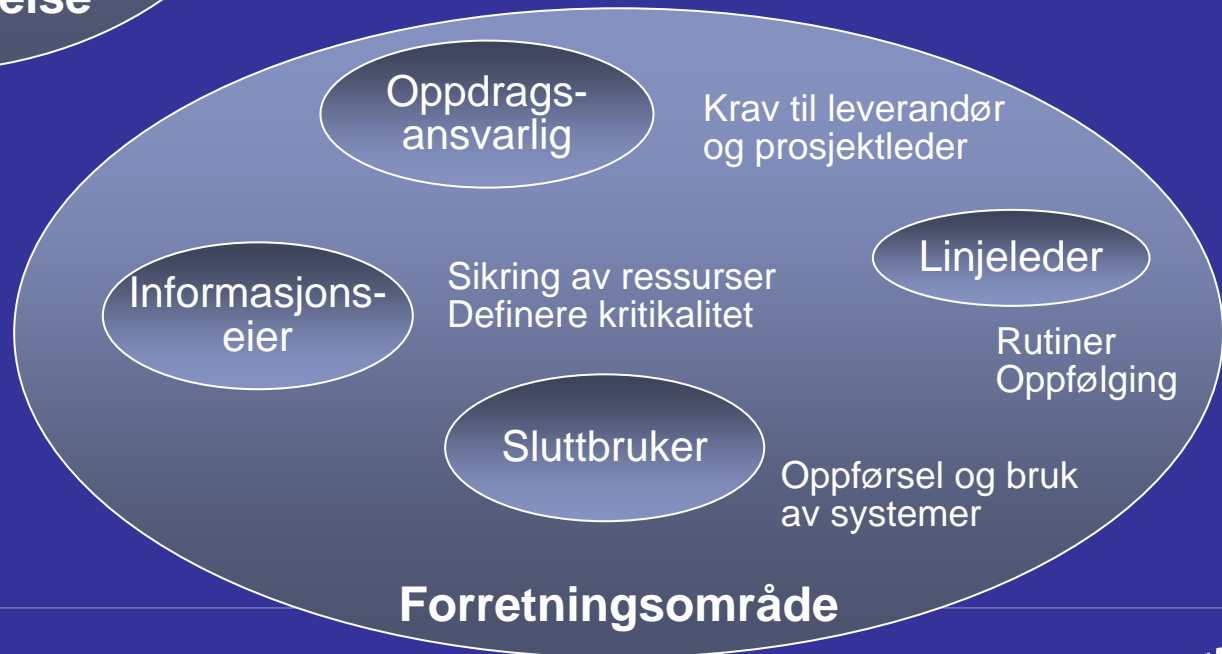 Oppdrags-
ansvarlig
Krav til leverandør
og prosjektleder
Linjeleder
Rutiner
Oppfølging
Informasjons-
eier
Sikring av ressurser
Definere kritikalitet
Sluttbruker
Oppførsel og bruk
av systemer
Forretningsområde